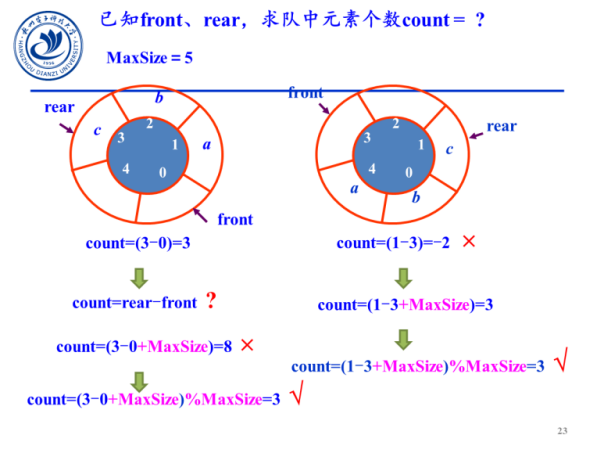 已知front、rear，求队中元素个数count = ？
MaxSize = 5
rear
b
c
a
3
2
1
4
0
front
count=(3-0)=3
count=rear-front ?
count=(3-0+MaxSize)=8 ×
count=(3-0+MaxSize)%MaxSize=3 √
front
rear
3
2
1
4
0
c
a
b
count=(1-3)=-2 ×
count=(1-3+MaxSize)=3
count=(1-3+MaxSize)%MaxSize=3 √
HANGZHOU DIANZI UNIVERSITY
23